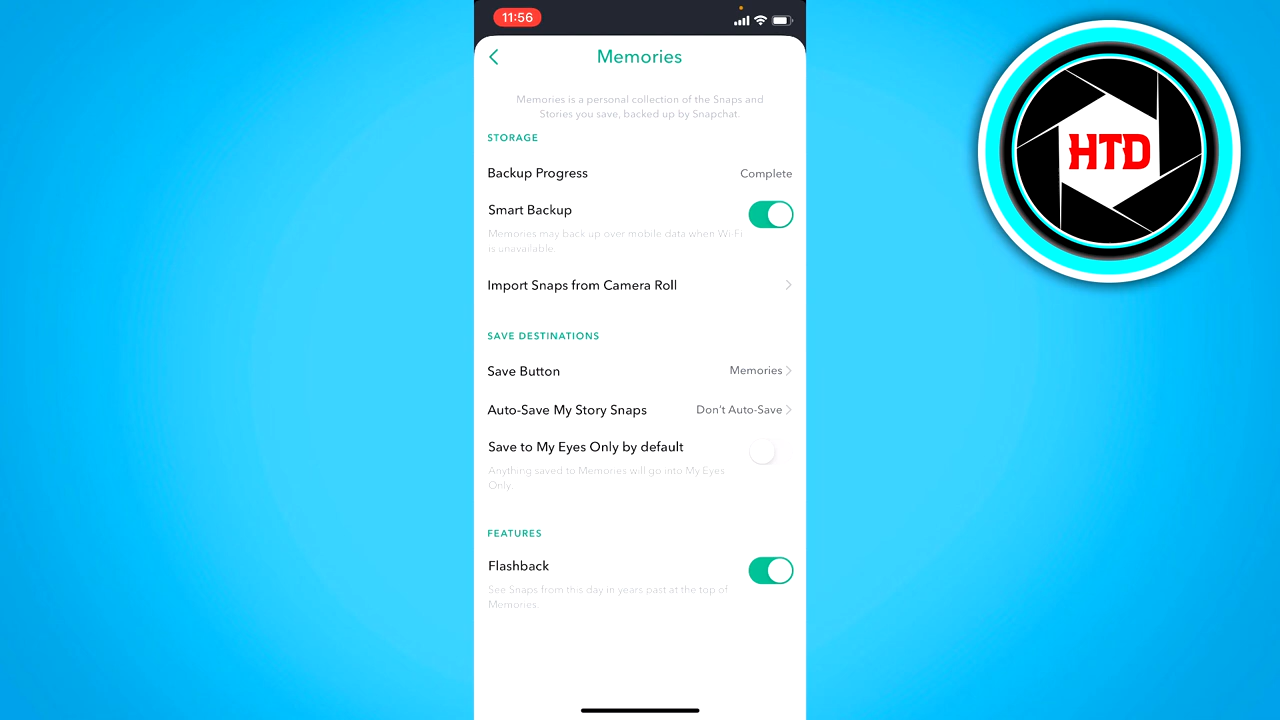 11:56
Memories
Memories is a personal collection of the Snaps and
Stories you save, backed up by Snapchat.
STORAGE
Backup Progress Complete
Smart Backup
Memories may back up over mobile data when Wi-Fi
is unavailable.
Import Snaps from Camera Roll
SAVE DESTINATIONS
Save Button Memories
Auto-Save My Story Snaps Don't Auto-Save
Save to My Eyes Only by default
Anything saved to Memories will go into My Eyes
Only.
FEATURES
Flashback
See Snaps from this day in years past at the top of
Memories.
HTD